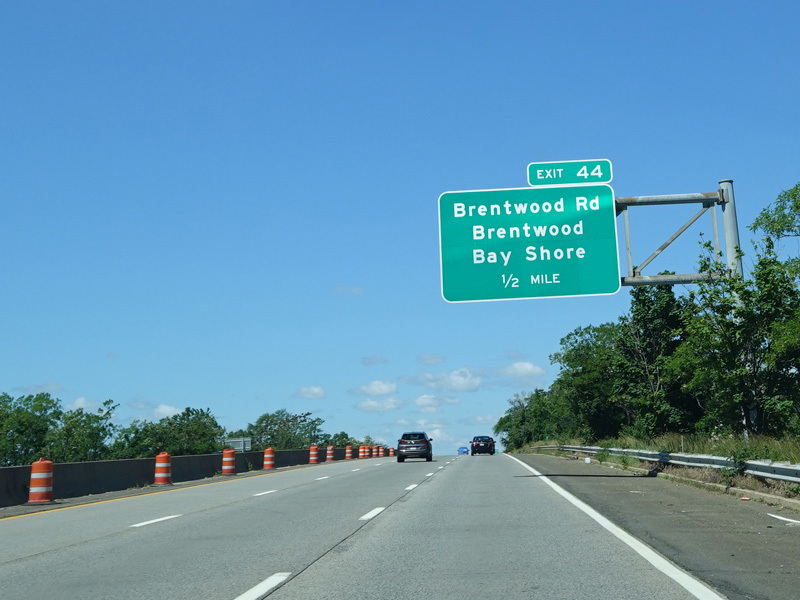 EXIT 44
Brentwood Rd
Brentwood
Bay Shore
½ MILE